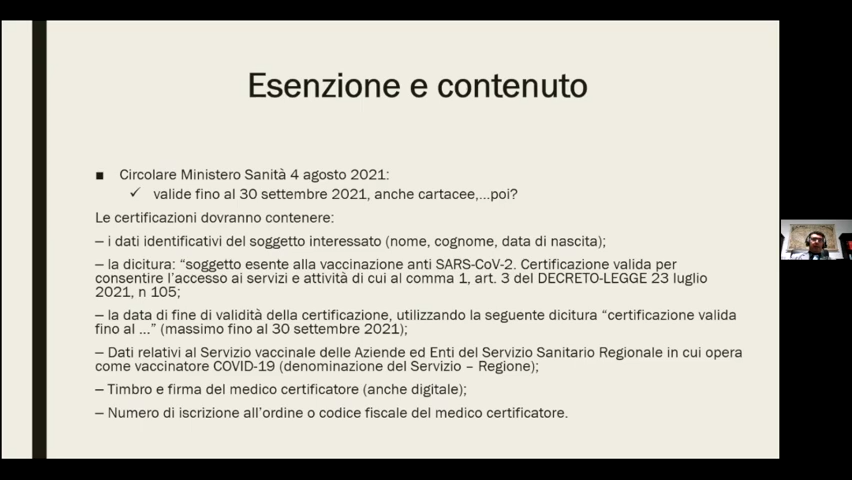 Esenzione e contenuto
Circolare Ministero Sanità 4 agosto 2021:
valide fino al 30 settembre 2021, anche cartacee,...poi?
Le certificazioni dovranno contenere:
– i dati identificativi del soggetto interessato (nome, cognome, data di nascita);
– la dicitura: “soggetto esente alla vaccinazione anti SARS-CoV-2. Certificazione valida per
consentire l’accesso ai servizi e attività di cui al comma 1, art. 3 del DECRETO-LEGGE 23 luglio
2021, n 105;
– la data di fine di validità della certificazione, utilizzando la seguente dicitura “certificazione valida
fino al ...” (massimo fino al 30 settembre 2021);
– Dati relativi al Servizio vaccinale delle Aziende ed Enti del Servizio Sanitario Regionale in cui opera
come vaccinatore COVID-19 (denominazione del Servizio – Regione);
– Timbro e firma del medico certificatore (anche digitale);
– Numero di iscrizione all’ordine o codice fiscale del medico certificatore.